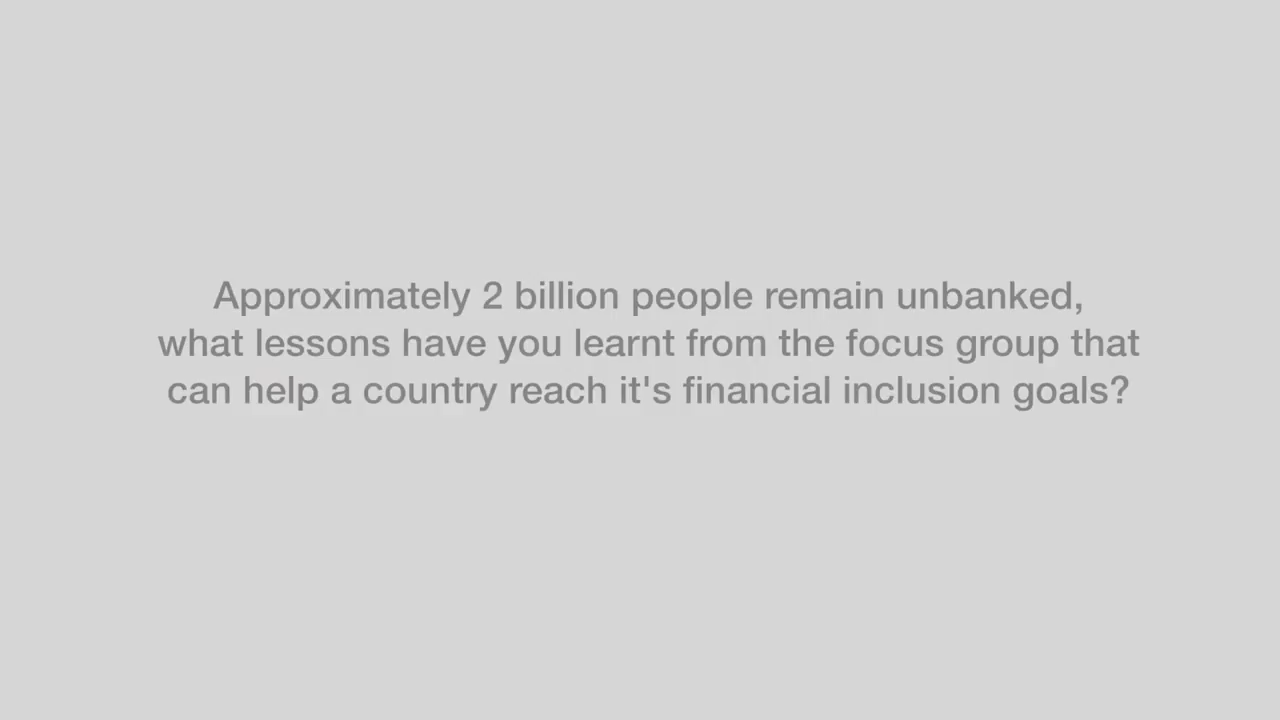 Approximately 2 billion people remain unbanked,
what lessons have you learnt from the focus group that
can help a country reach it's financial inclusion goals?